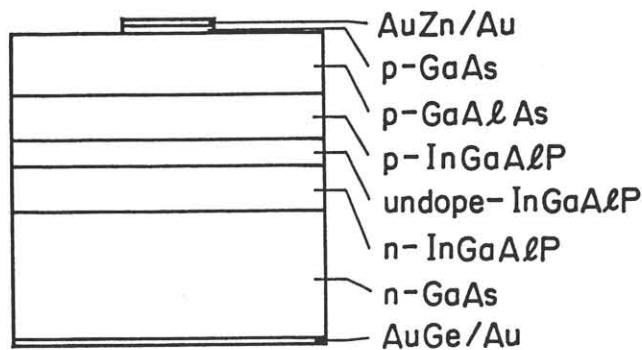 AuZn/Au
p-GaAs
p-GaAℓAs
p-InGaAℓP
undope-InGaAℓP
n-InGaAℓP
n-GaAs
AuGe/Au